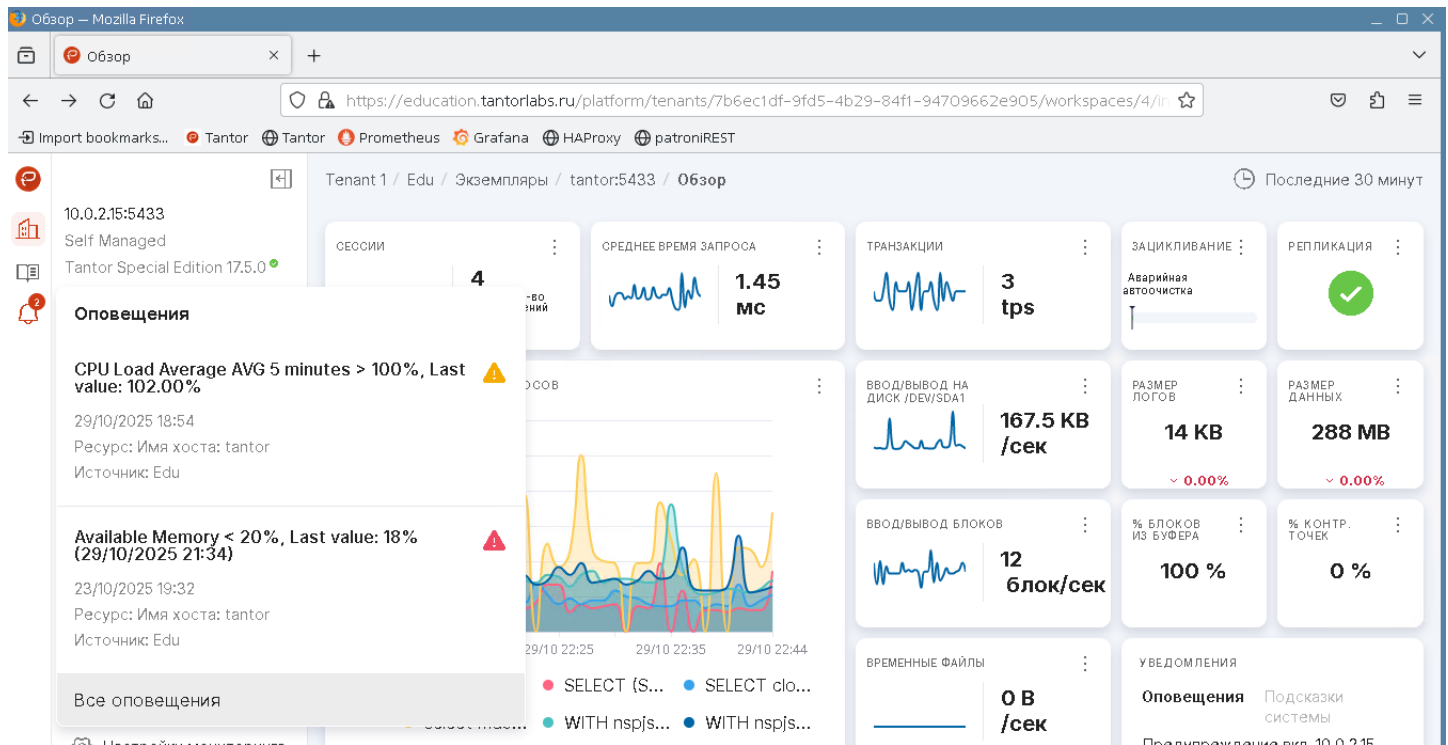 Обзор — Mozilla Firefox
Обзор
https://education.tantorlabs.ru/platform/tenants/7b6ec1df-9fd5-4b29-84f1-94709662e905/workspaces/4/in
Import bookmarks... Tantor Tantor Prometheus Grafana HAProxy patroniREST
Tenant 1 / Edu / Экземпляры / tantor:5433 / Обзор
Последние 30 минут
10.0.2.15:5433
Self Managed
Tantor Special Edition 17.5.0
2
Оповещения
CPU Load Average AVG 5 minutes > 100%, Last
value: 102.00%
29/10/2025 18:54
Ресурс: Имя хоста: tantor
Источник: Edu
Available Memory < 20%, Last value: 18%
(29/10/2025 21:34)
23/10/2025 19:32
Ресурс: Имя хоста: tantor
Источник: Edu
Все оповещения
СЕССИИ
4
СРЕДНЕЕ ВРЕМЯ ЗАПРОСА
1.45
мс
ТРАНЗАКЦИИ
3
tps
ЗАЦИКЛИВАНИЕ
Аварийная
автоочистка
РЕПЛИКАЦИЯ
29/10 22:25 29/10 22:35 29/10 22:44
SELECT (S... SELECT clo...
WITH nspjs... WITH nspjs...
ВВОД/ВЫВОД НА
ДИСК /DEV/SDA1
167.5 KB
/сек
РАЗМЕР
ЛОГОВ
14 KB
0.00%
РАЗМЕР
ДАННЫХ
288 MB
0.00%
ВВОД/ВЫВОД БЛОКОВ
12
блок/сек
% БЛОКОВ
ИЗ БУФЕРА
100 %
% КОНТР.
ТОЧЕК
0 %
ВРЕМЕННЫЕ ФАЙЛЫ
0 B
/сек
УВЕДОМЛЕНИЯ
Оповещения Подсказки
системы